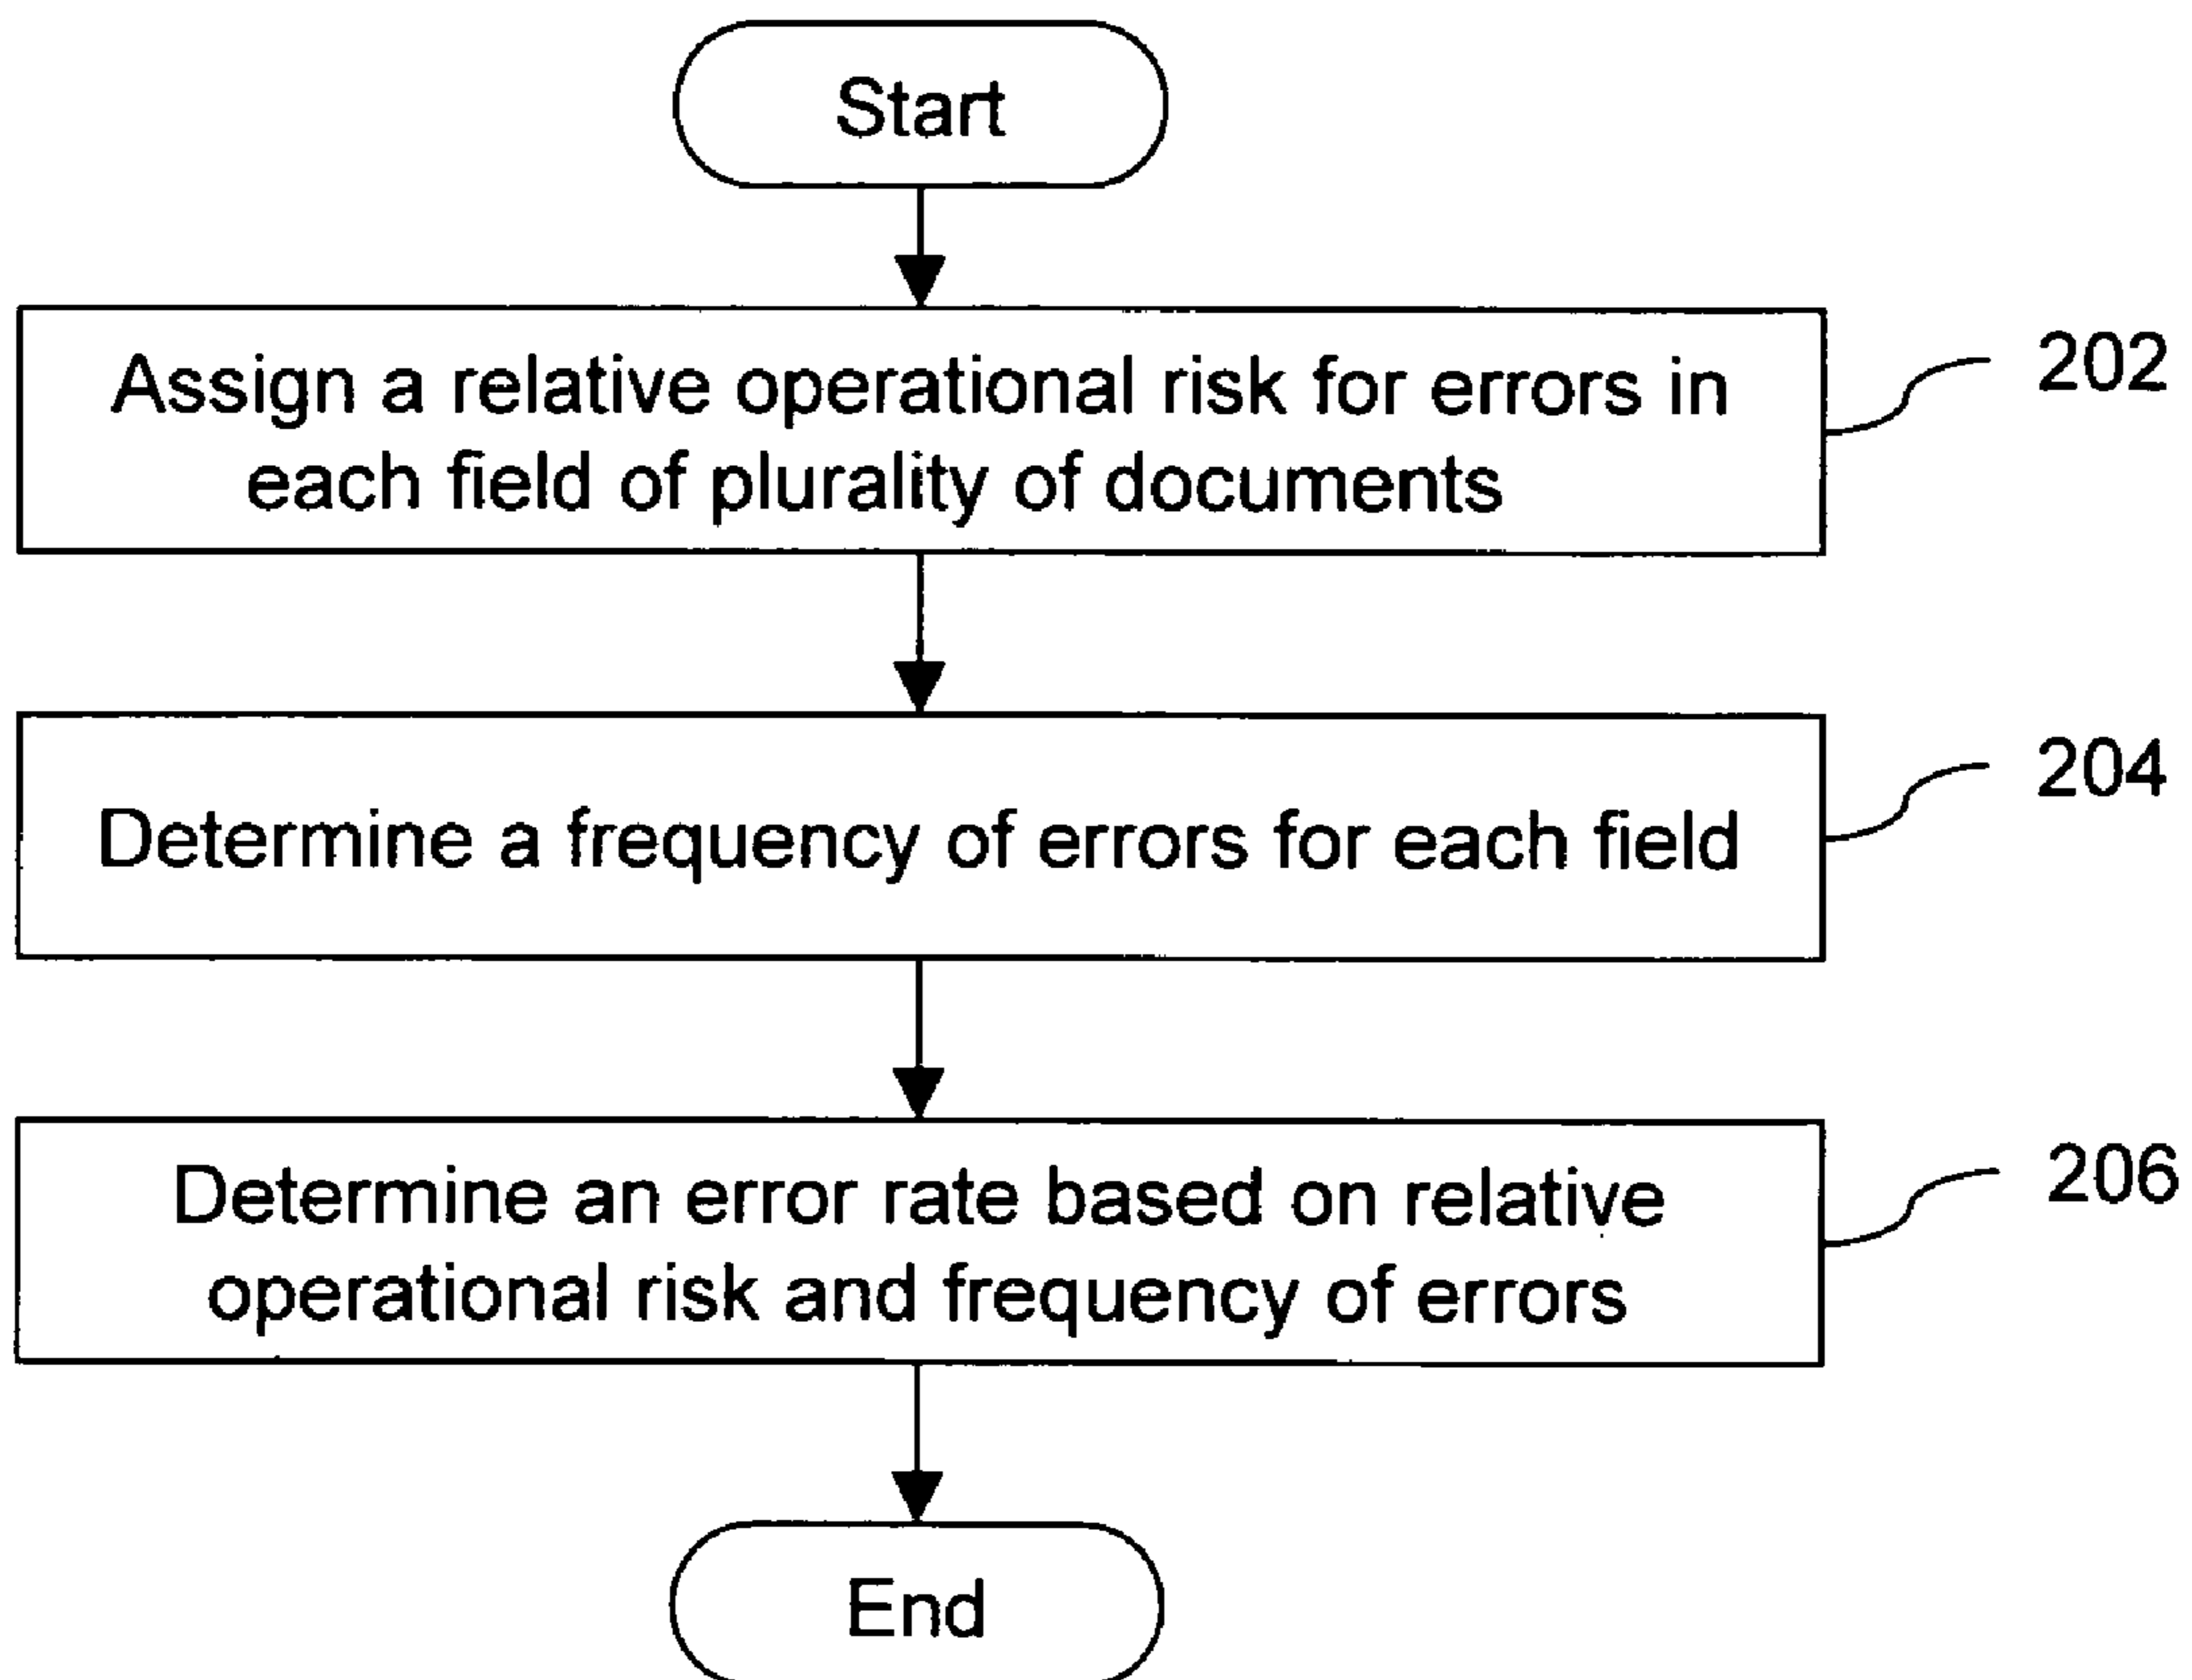 Start
Assign a relative operational risk for errors in
each field of plurality of documents
202
Determine a frequency of errors for each field
204
Determine an error rate based on relative
operational risk and frequency of errors
206
End